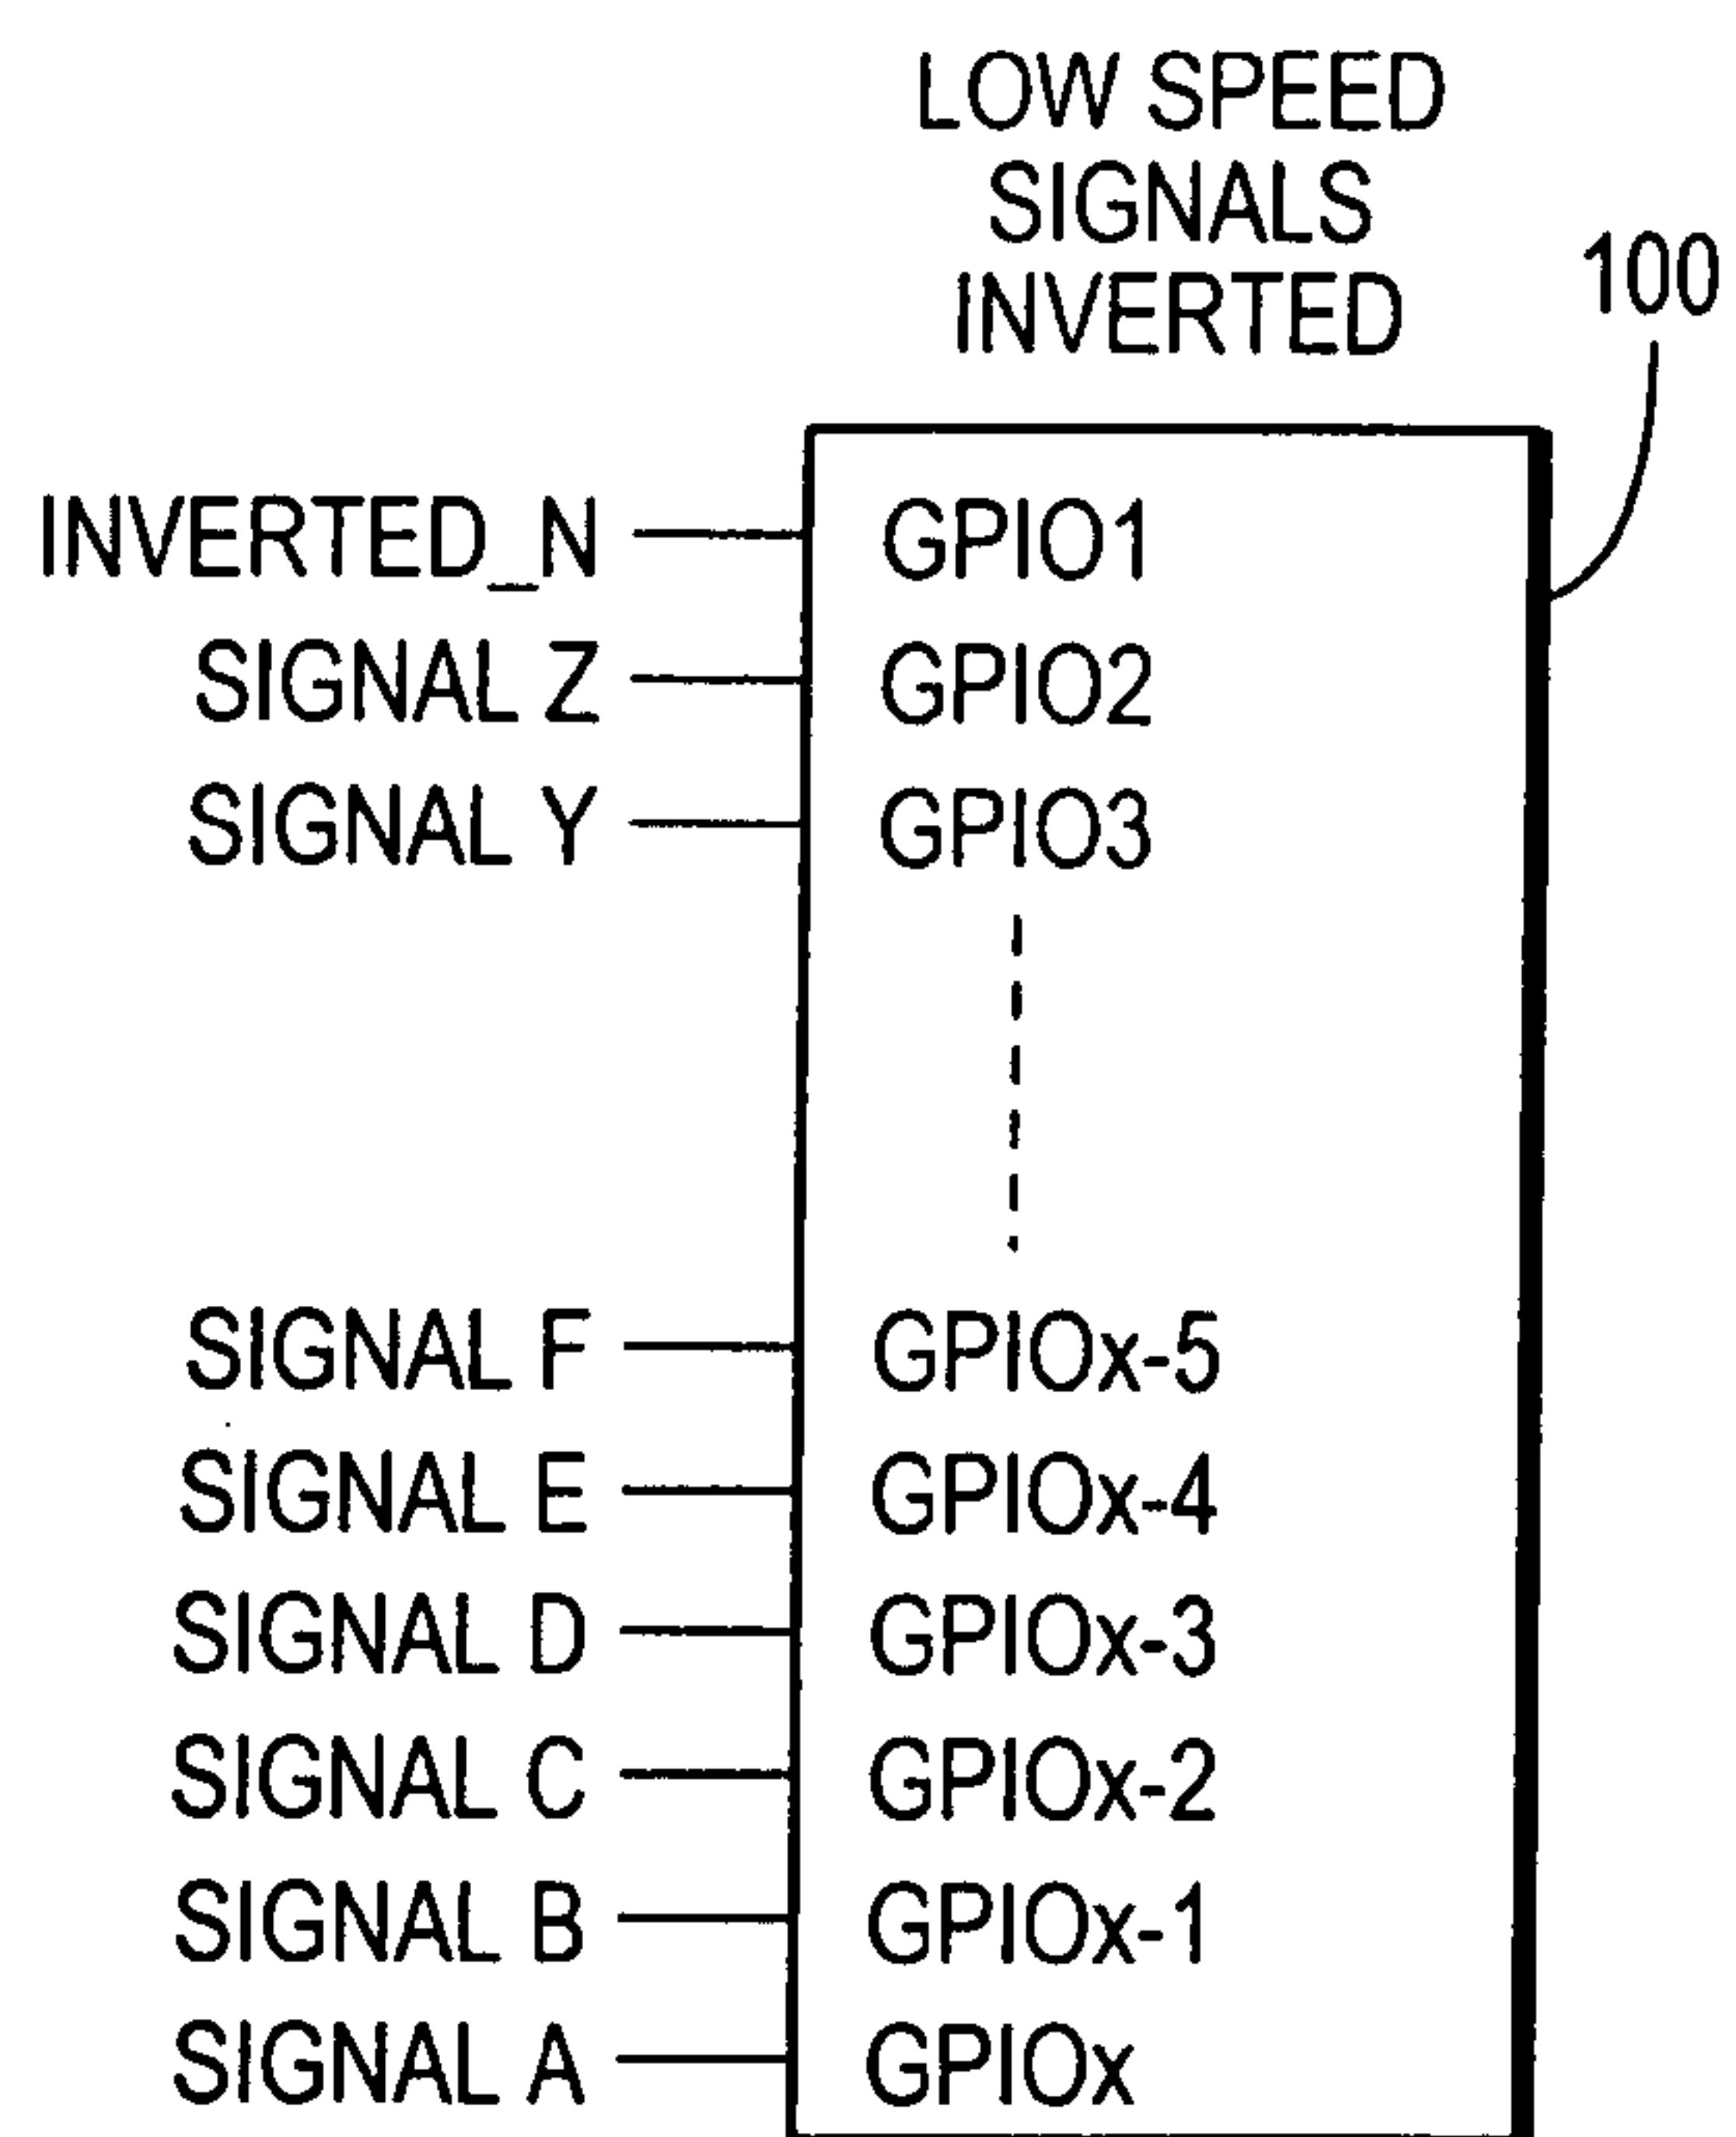 LOW SPEED
SIGNALS
INVERTED
100
INVERTED_N GPIO1
SIGNAL Z GPIO2
SIGNAL Y GPIO3
SIGNAL F GPIOx-5
SIGNAL E GPIOx-4
SIGNAL D GPIOx-3
SIGNAL C GPIOx-2
SIGNAL B GPIOx-1
SIGNAL A GPIOx